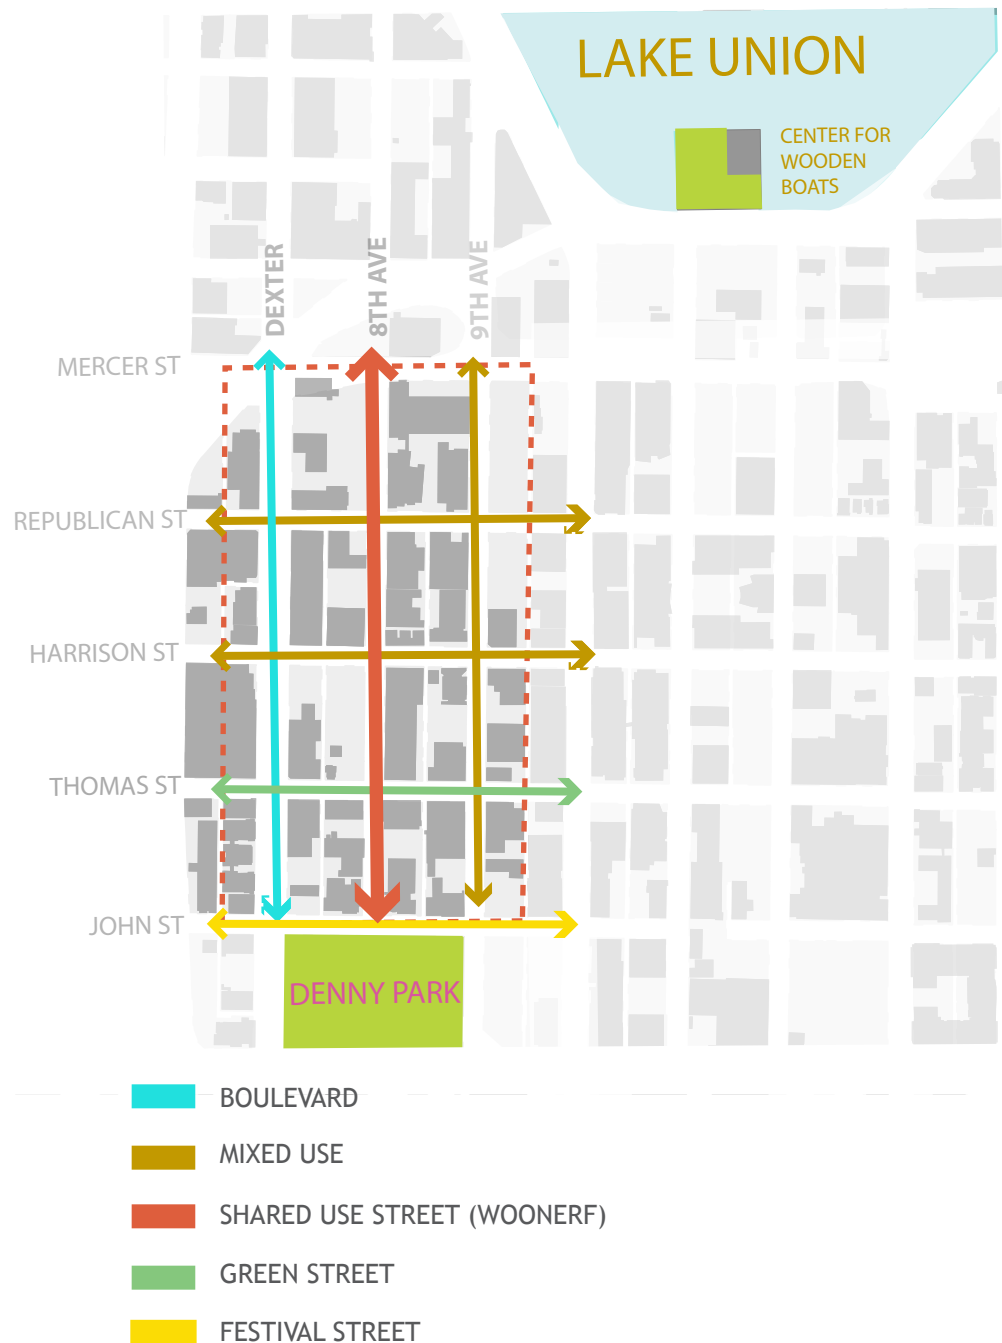 LAKE UNION
CENTER FOR
WOODEN
BOATS
DEXTER
8TH AVE
9TH AVE
MERCER ST
REPUBLICAN ST
HARRISON ST
THOMAS ST
JOHN ST
DENNY PARK
BOULEVARD
MIXED USE
SHARED USE STREET (WOONERF)
GREEN STREET
FESTIVAL STREET